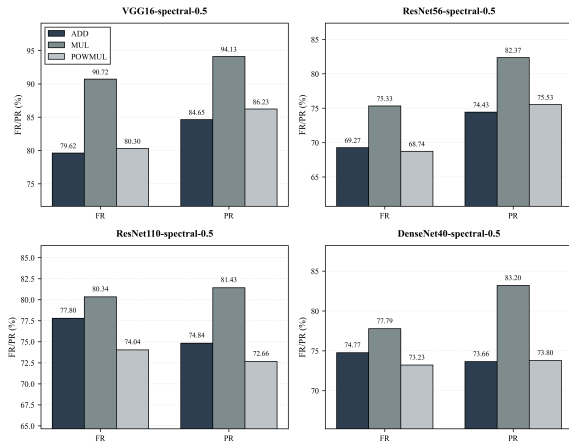 VGG16-spectral-0.5
ADD
MUL
POWMUL
FR/PR (%)
95
90
85
80
75
79.62
90.72
80.30
84.65
94.13
86.23
FR
PR
ResNet56-spectral-0.5
FR/PR (%)
85
80
75
70
65
69.27
75.33
68.74
74.43
82.37
75.53
FR
PR
ResNet110-spectral-0.5
FR/PR (%)
85.0
82.5
80.0
77.5
75.0
72.5
70.0
67.5
65.0
77.80
80.34
74.04
74.84
81.43
72.66
FR
PR
DenseNet40-spectral-0.5
FR/PR (%)
85
80
75
70
74.77
77.79
73.23
73.66
83.20
73.80
FR
PR